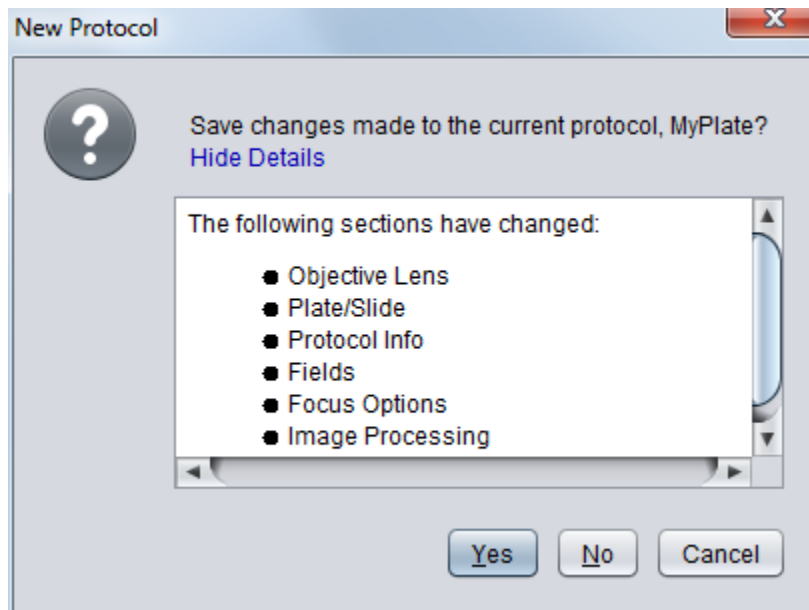 New Protocol
Save changes made to the current protocol, MyPlate?
Hide Details
The following sections have changed:
Objective Lens
Plate/Slide
Protocol Info
Fields
Focus Options
Image Processing
Yes No Cancel